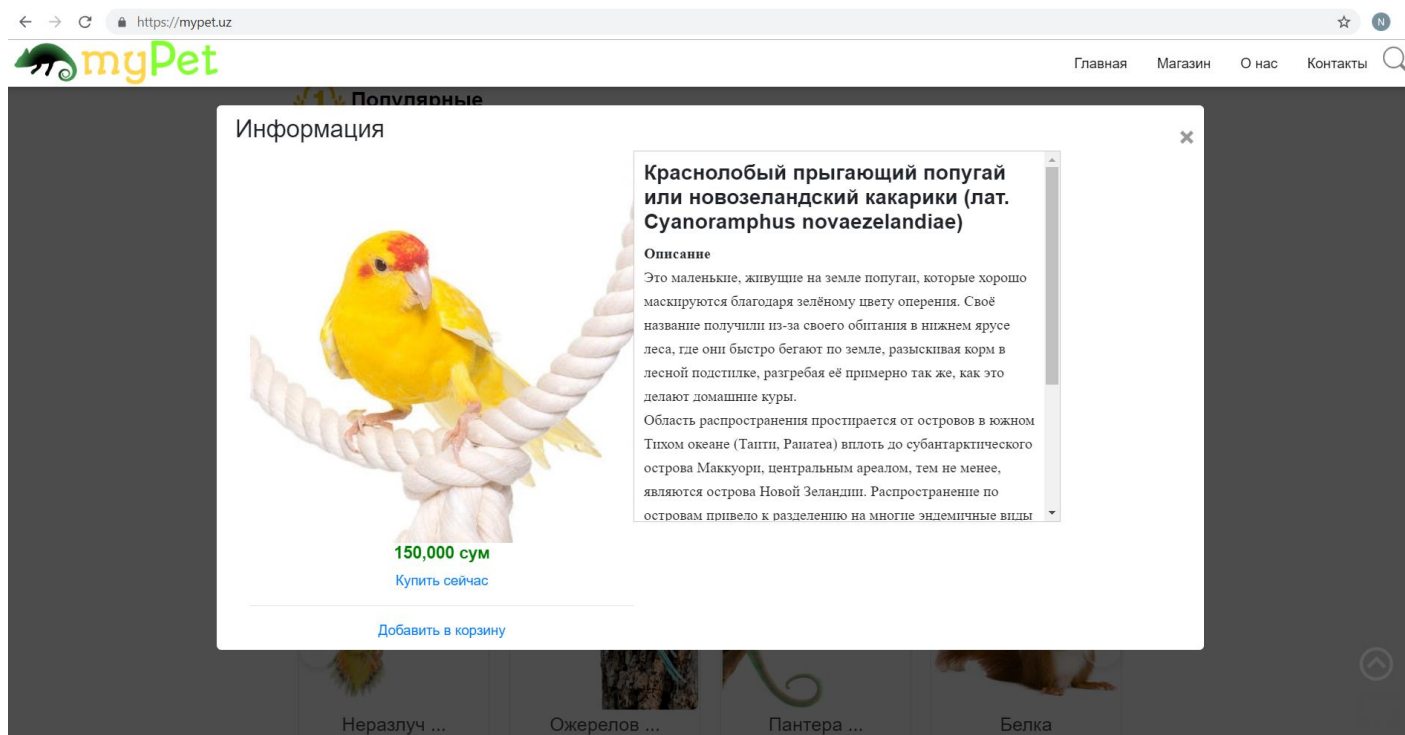 https://mypet.uz
N
myPet
Главная Магазин О нас Контакты
1 Популярные
Информация
×
Краснолобый прыгающий попугай
или новозеландский какарики (лат.
Cyanoramphus novaezelandiae)
Описание
Это маленькие, живущие на земле попугаи, которые хорошо
маскируются благодаря зелёному цвету оперения. Своё
название получили из-за своего обитания в нижнем ярусе
леса, где они быстро бегают по земле, разыскивая корм в
лесной подстилке, разгребая её примерно так же, как это
делают домашние куры.
Область распространения простирается от островов в южном
Тихом океане (Таити, Раиатеа) вплоть до субантарктического
острова Маккуори, центральным ареалом, тем не менее,
являются острова Новой Зеландии. Распространение по
островам привело к разделению на многие эндемичные виды
150,000 сум
Купить сейчас
Добавить в корзину
Неразлуч ... Ожерелов ... Пантера ... Белка